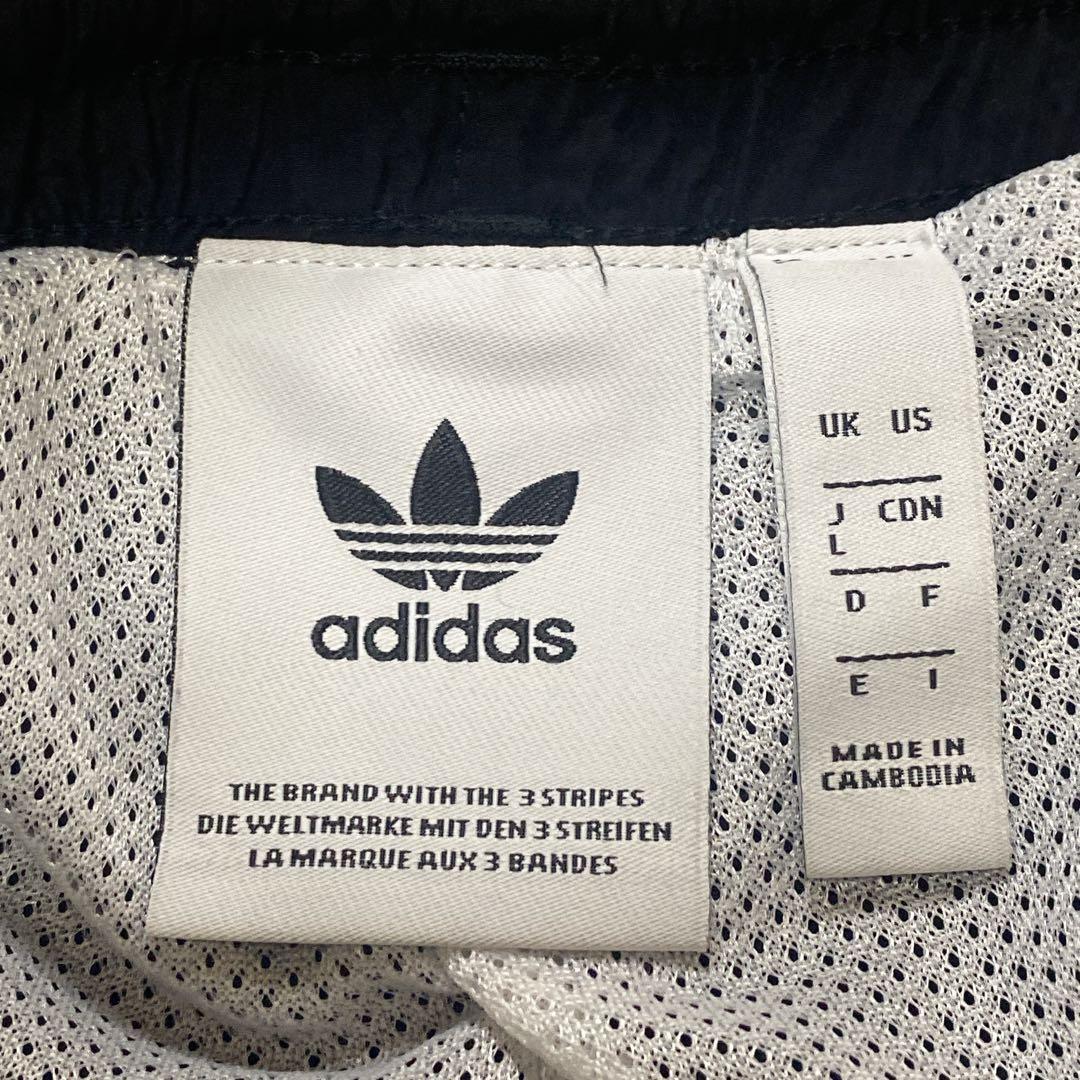 adidas
THE BRAND WITH THE 3 STRIPES
DIE WELTMARKE MIT DEN 3 STREIFEN
LA MARQUE AUX 3 BANDES
UK US
J CDN
L
D F
E I
MADE IN
CAMBODIA